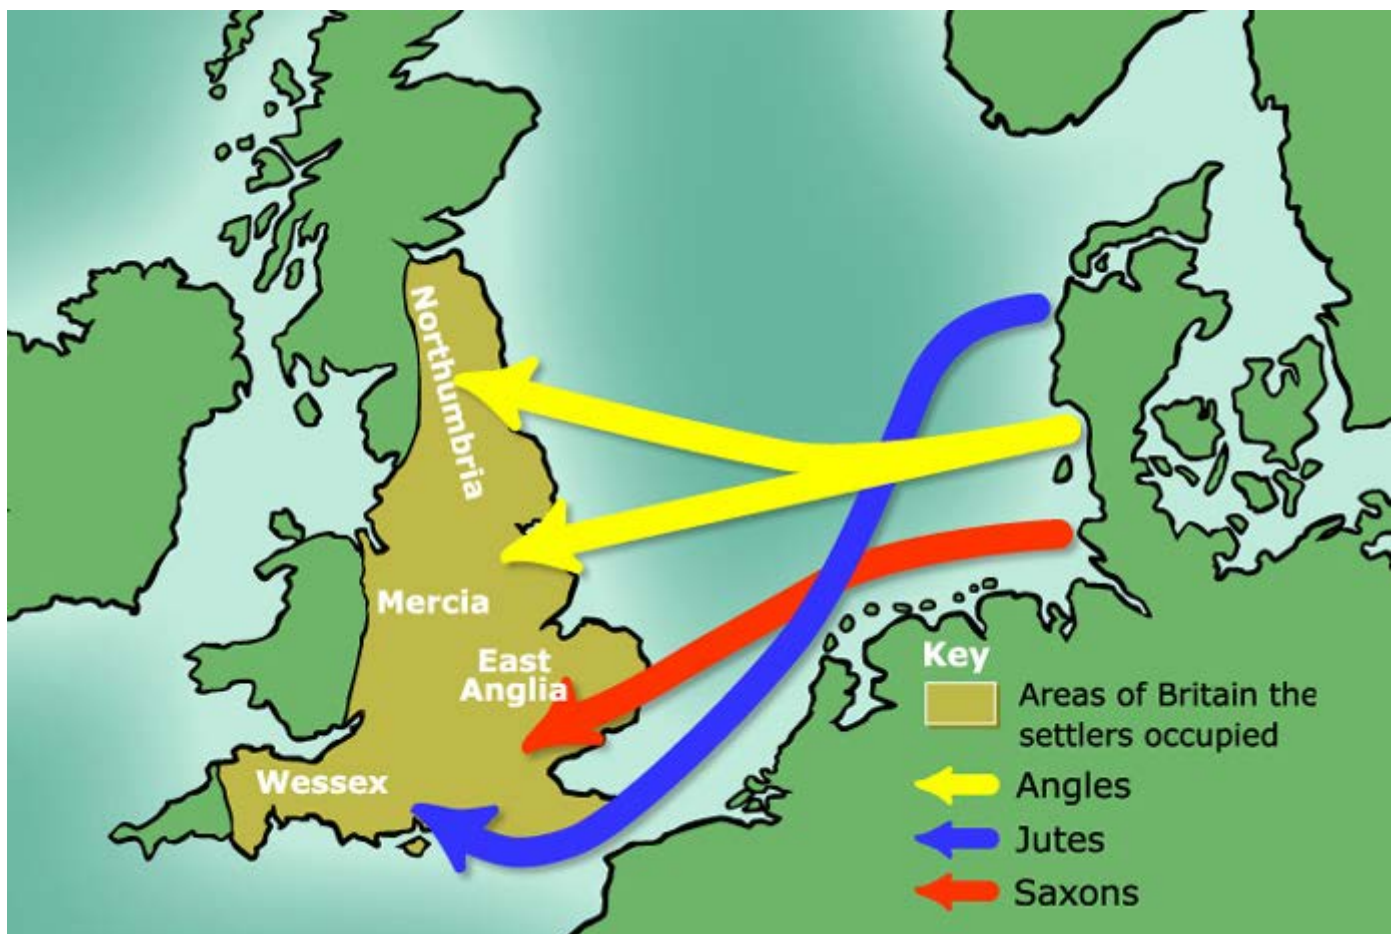 Northumbria
Mercia
East
Anglia
Wessex
Key
Areas of Britain the
settlers occupied
Angles
Jutes
Saxons